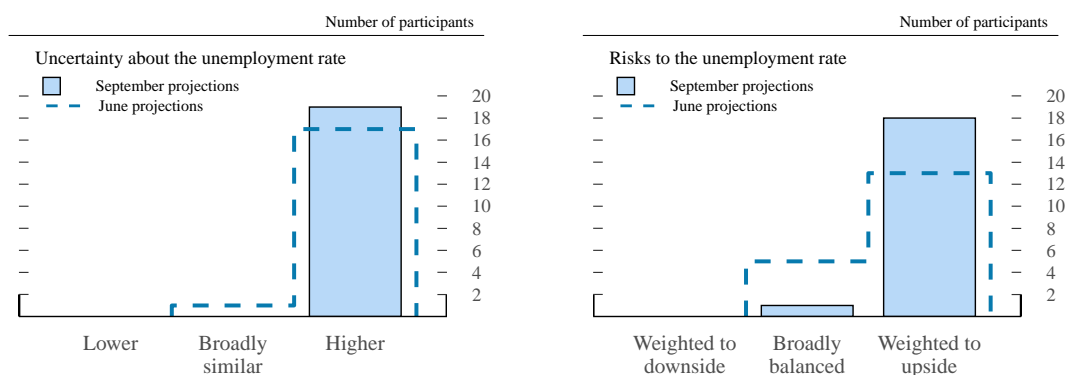 Number of participants
Uncertainty about the unemployment rate
September projections
June projections
20
18
16
14
12
10
8
6
4
2
Lower
Broadly
similar
Higher
Number of participants
Risks to the unemployment rate
September projections
June projections
20
18
16
14
12
10
8
6
4
2
Weighted to
downside
Broadly
balanced
Weighted to
upside